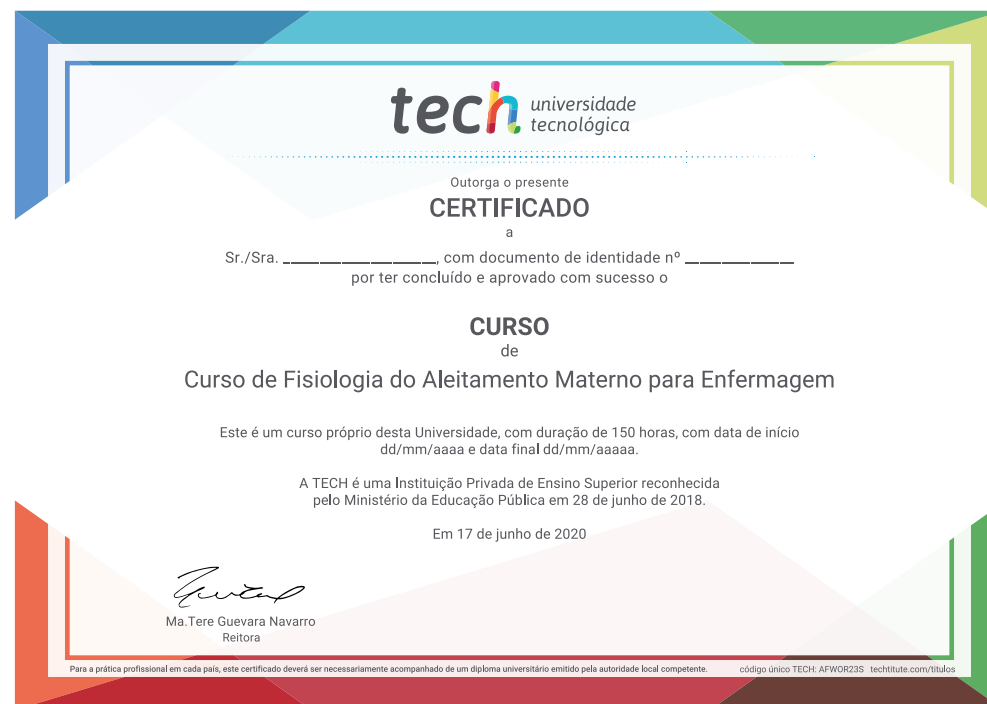 tech universidade
tecnológica
Outorga o presente
CERTIFICADO
a
Sr./Sra. ____________________, com documento de identidade nº ______________
por ter concluído e aprovado com sucesso o
CURSO
de
Curso de Fisiologia do Aleitamento Materno para Enfermagem
Este é um curso próprio desta Universidade, com duração de 150 horas, com data de início
dd/mm/aaaa e data final dd/mm/aaaaa.
A TECH é uma Instituição Privada de Ensino Superior reconhecida
pelo Ministério da Educação Pública em 28 de junho de 2018.
Em 17 de junho de 2020
Ma.Tere Guevara Navarro
Reitora
Para a prática profissional em cada país, este certificado deverá ser necessariamente acompanhado de um diploma universitário emitido pela autoridade local competente. código único TECH: AFWOR23S techtitute.com/titulos